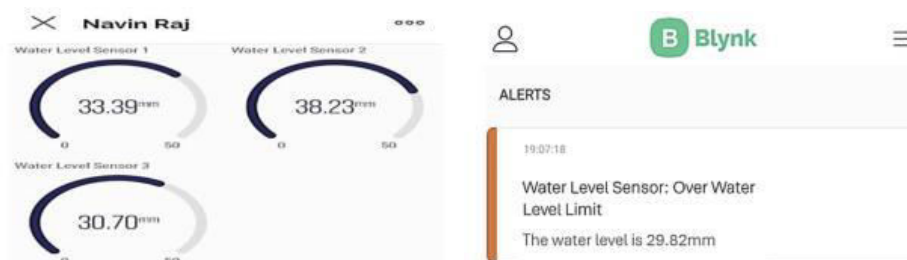 Navin Raj
Water Level Sensor 1
Water Level Sensor 2
33.39mm
38.23mm
0 50
0 50
Water Level Sensor 3
30.70mm
0 50
B Blynk
ALERTS
19:07:18
Water Level Sensor: Over Water
Level Limit
The water level is 29.82mm